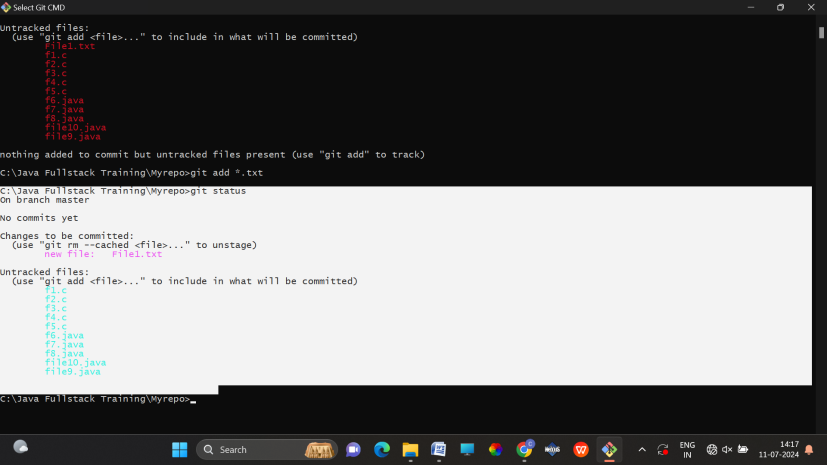 Select Git CMD
Untracked files:
(use "git add <file>..." to include in what will be committed)
File1.txt
f1.c
f2.c
f3.c
f4.c
f5.c
f6.java
f7.java
f8.java
file10.java
file9.java
nothing added to commit but untracked files present (use "git add" to track)
C:\Java Fullstack Training\Myrepo>git add *.txt
C:\Java Fullstack Training\Myrepo>git status
On branch master
No commits yet
Changes to be committed:
(use "git rm --cached <file>..." to unstage)
new file:   File1.txt
Untracked files:
(use "git add <file>..." to include in what will be committed)
f1.c
f2.c
f3.c
f4.c
f5.c
f6.java
f7.java
f8.java
file10.java
file9.java
C:\Java Fullstack Training\Myrepo>
Search
ENG
IN
14:17
11-07-2024